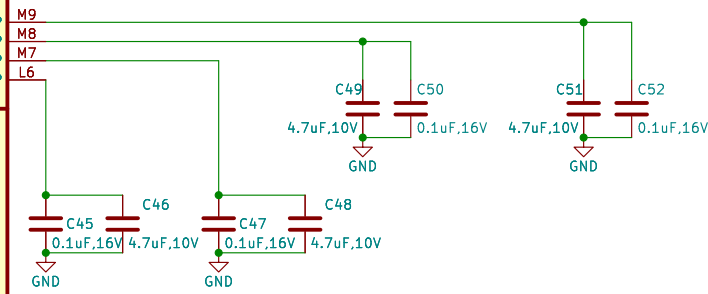 M9
M8
M7
L6
C49
C50
4.7uF,10V
0.1uF,16V
GND
C51
C52
4.7uF,10V
0.1uF,16V
GND
C45
C46
0.1uF,16V
4.7uF,10V
GND
C47
C48
0.1uF,16V
4.7uF,10V
GND